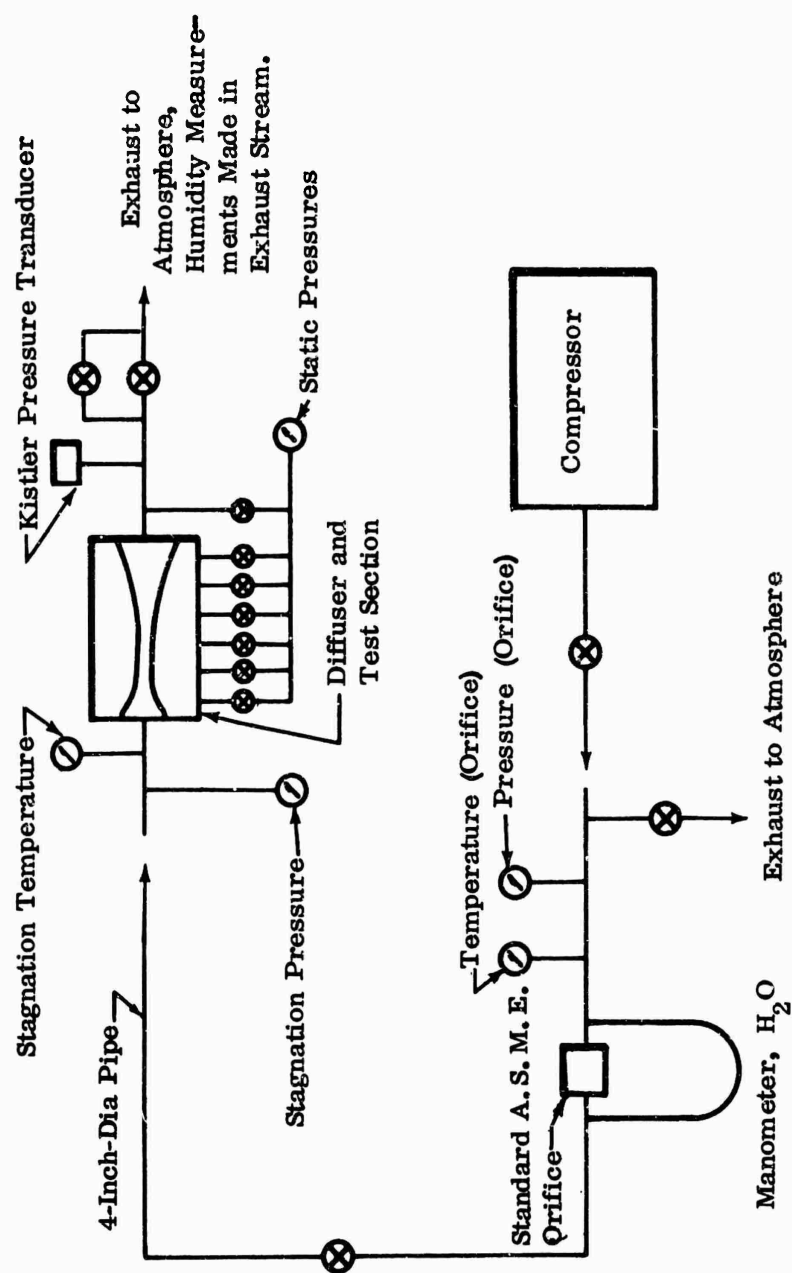 Kistler Pressure Transducer
Exhaust to
Atmosphere,
Humidity Measure-
ments Made in
Exhaust Stream.
Stagnation Temperature
Static Pressures
4-Inch-Dia Pipe
Diffuser and
Test Section
Stagnation Pressure
Temperature (Orifice)
Pressure (Orifice)
Compressor
Standard A. S. M. E.
Orifice
Manometer, H2O
Exhaust to Atmosphere